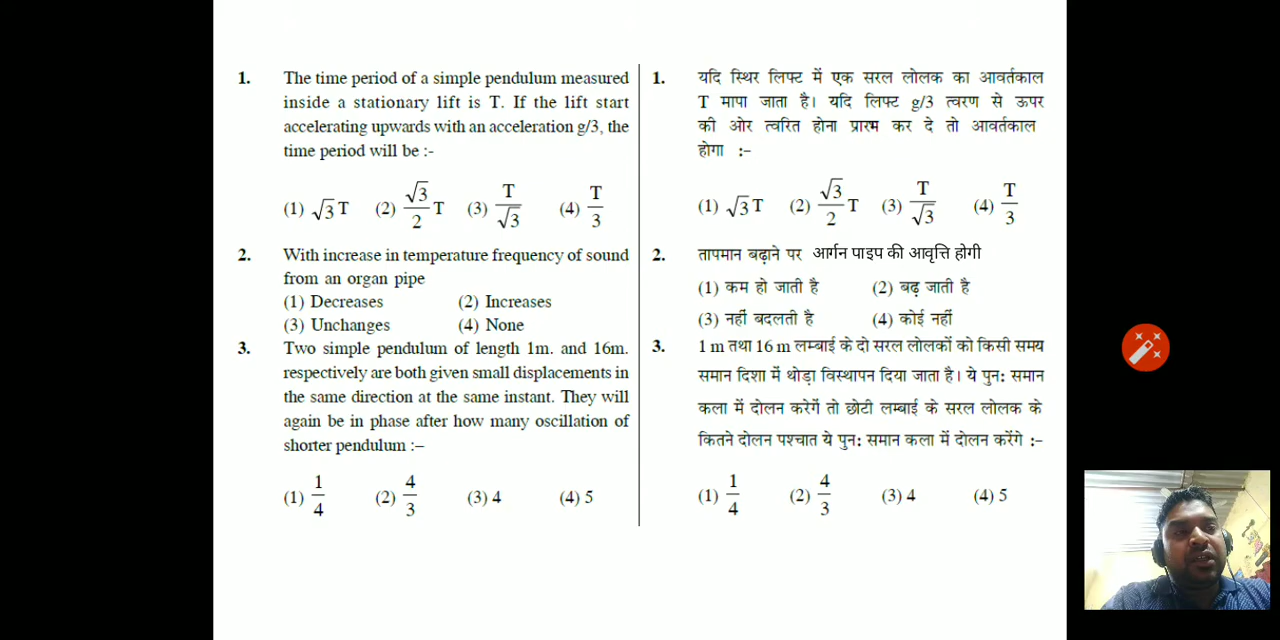 1. The time period of a simple pendulum measured
inside a stationary lift is T. If the lift start
accelerating upwards with an acceleration g/3, the
time period will be :-
(1) √3 T (2) √3/2 T (3) T/√3 (4) T/3
2. With increase in temperature frequency of sound
from an organ pipe
(1) Decreases (2) Increases
(3) Unchanges (4) None
3. Two simple pendulum of length 1m. and 16m.
respectively are both given small displacements in
the same direction at the same instant. They will
again be in phase after how many oscillation of
shorter pendulum :–
(1) 1/4 (2) 4/3 (3) 4 (4) 5
1. यदि स्थिर लिफ्ट में एक सरल लोलक का आवर्तकाल
T मापा जाता है। यदि लिफ्ट g/3 त्वरण से ऊपर
की ओर त्वरित होना प्रारम्भ कर दे तो आवर्तकाल
होगा :–
(1) √3 T (2) √3/2 T (3) T/√3 (4) T/3
2. तापमान बढ़ाने पर आर्गन पाइप की आवृत्ति होगी
(1) कम हो जाती है (2) बढ़ जाती है
(3) नहीं बदलती है (4) कोई नहीं
3. 1 m तथा 16 m लम्बाई के दो सरल लोलकों को किसी समय
समान दिशा में थोड़ा विस्थापन दिया जाता है। ये पुन: समान
कला में दोलन करेगें तो छोटी लम्बाई के सरल लोलक के
कितने दोलन पश्चात ये पुन: समान कला में दोलन करेंगे :–
(1) 1/4 (2) 4/3 (3) 4 (4) 5